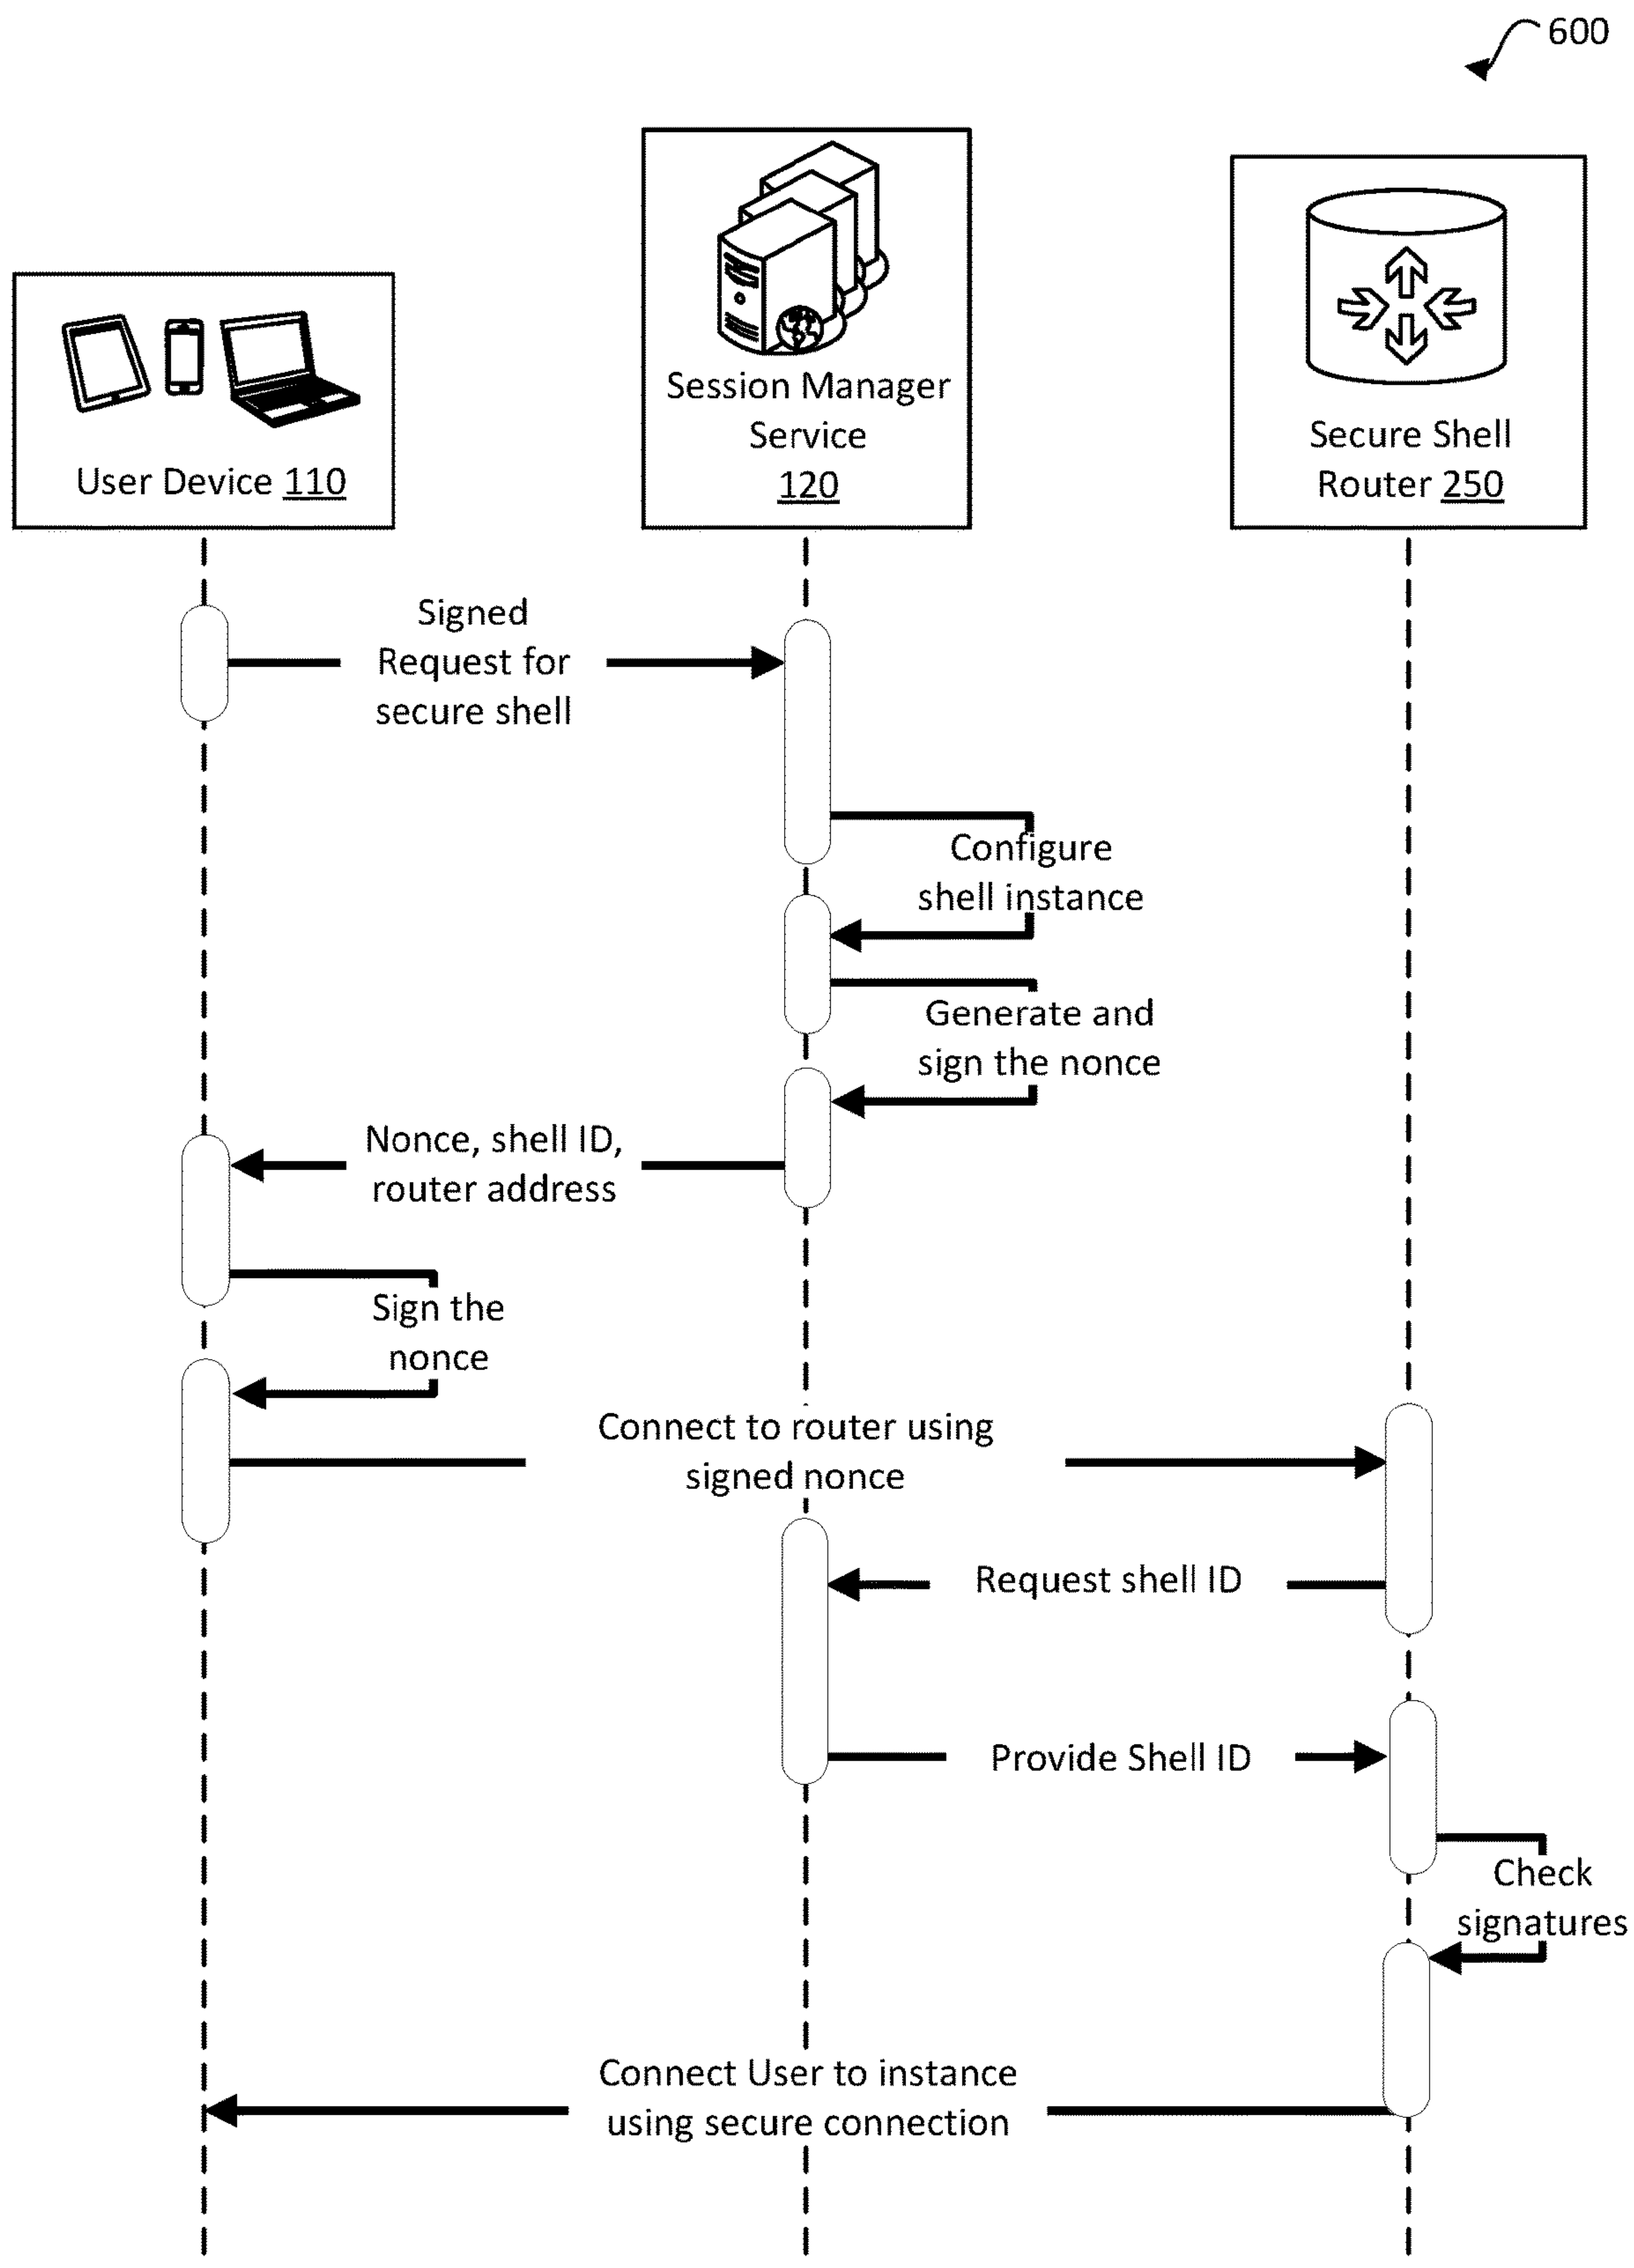 600
User Device 110
Session Manager
Service
120
Secure Shell
Router 250
Signed
Request for
secure shell
Configure
shell instance
Generate and
sign the nonce
Nonce, shell ID,
router address
Sign the
nonce
Connect to router using
signed nonce
Request shell ID
Provide Shell ID
Check
signatures
Connect User to instance
using secure connection